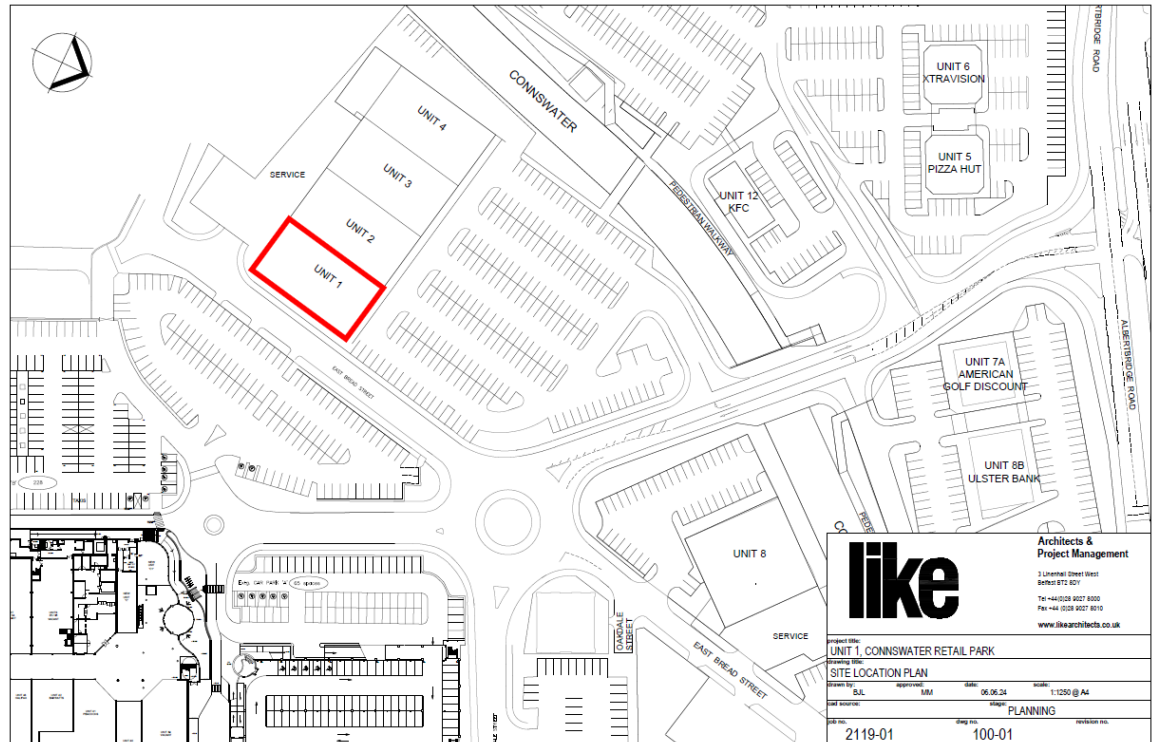 UNIT 4
UNIT 3
UNIT 2
UNIT 1
SERVICE
CONNSWATER
PEDESTRIAN WALKWAY
UNIT 12
KFC
UNIT 6
XTRAVISION
UNIT 5
PIZZA HUT
RTBRIDGE ROAD
ALBERTBRIDGE ROAD
UNIT 7A
AMERICAN
GOLF DISCOUNT
UNIT 8B
ULSTER BANK
EAST BREAD STREET
228
TAXIS
UNIT 8
SERVICE
OAKDALE
STREET
EAST BREAD STREET
like
Architects &
Project Management
3 Linenhall Street West
Belfast BT2 8DY
Tel +44(0)28 9027 8000
Fax +44 (0)28 9027 8010
www.likearchitects.co.uk
project title:
UNIT 1, CONNSWATER RETAIL PARK
drawing title:
SITE LOCATION PLAN
drawn by: approved: date: scale:
BJL MM 06.06.24 1:1250 @ A4
cad source: stage:
PLANNING
job no. dwg no. revision no.
2119-01 100-01